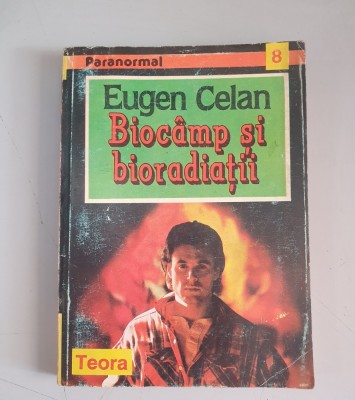 Paranormal 8
Eugen Celan
Biocâmp și
bioradiații
Teora